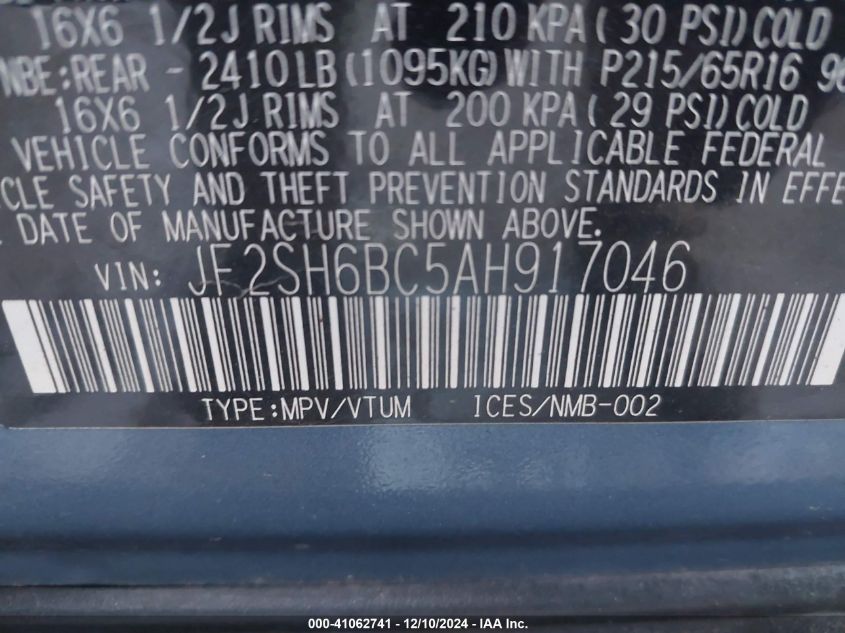 16X6 1/2J RIMS AT 210 KPA(30 PSI)COLD
NBE:REAR - 2410LB(1095KG)WITH P215/65R16
16X6 1/2J RIMS AT 200 KPA(29 PSI)COLD
VEHICLE CONFORMS TO ALL APPLICABLE FEDERAL
CLE SAFETY AND THEFT PREVENTION STANDARDS IN EFFE
DATE OF MANUFACTURE SHOWN ABOVE.
VIN: JF2SH6BC5AH917046
TYPE:MPV/VTUM ICES/NMB-002
000-41062741 - 12/10/2024 - IAA Inc.